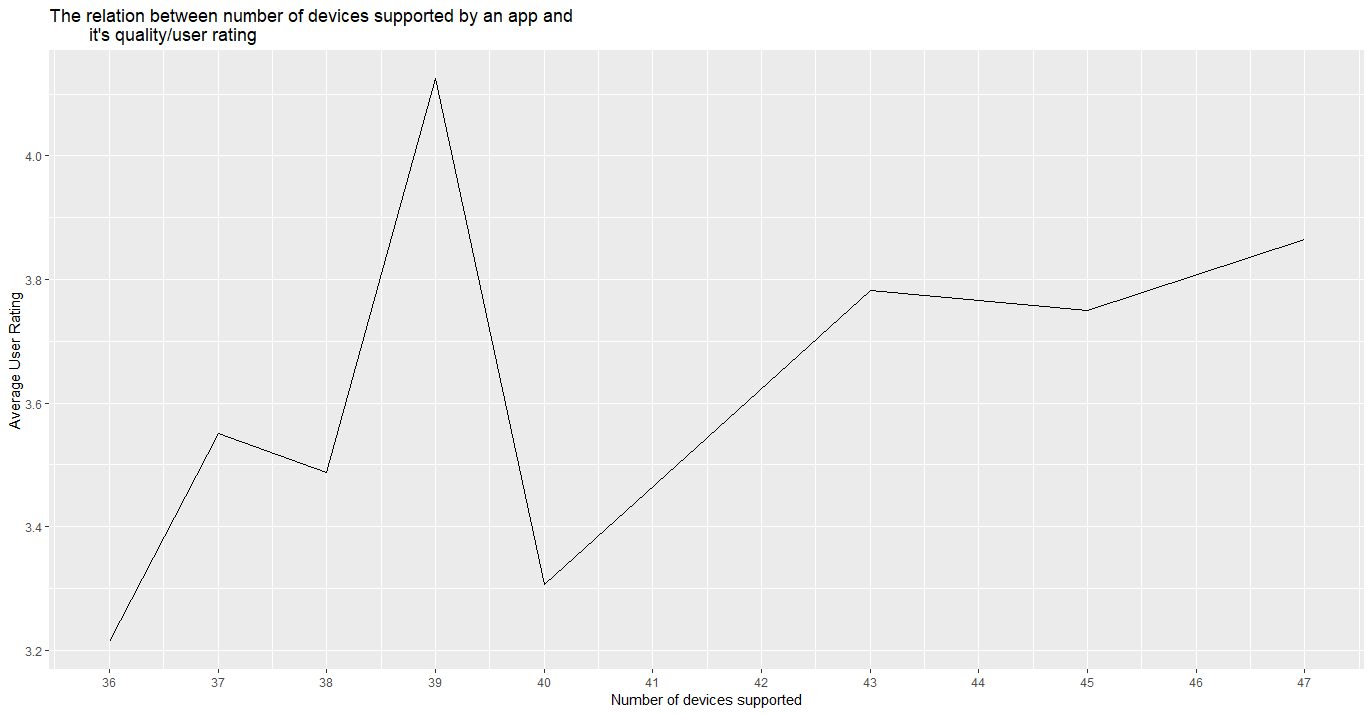 The relation between number of devices supported by an app and
it's quality/user rating
Average User Rating
4.0
3.8
3.6
3.4
3.2
36 37 38 39 40 41 42 43 44 45 46 47
Number of devices supported